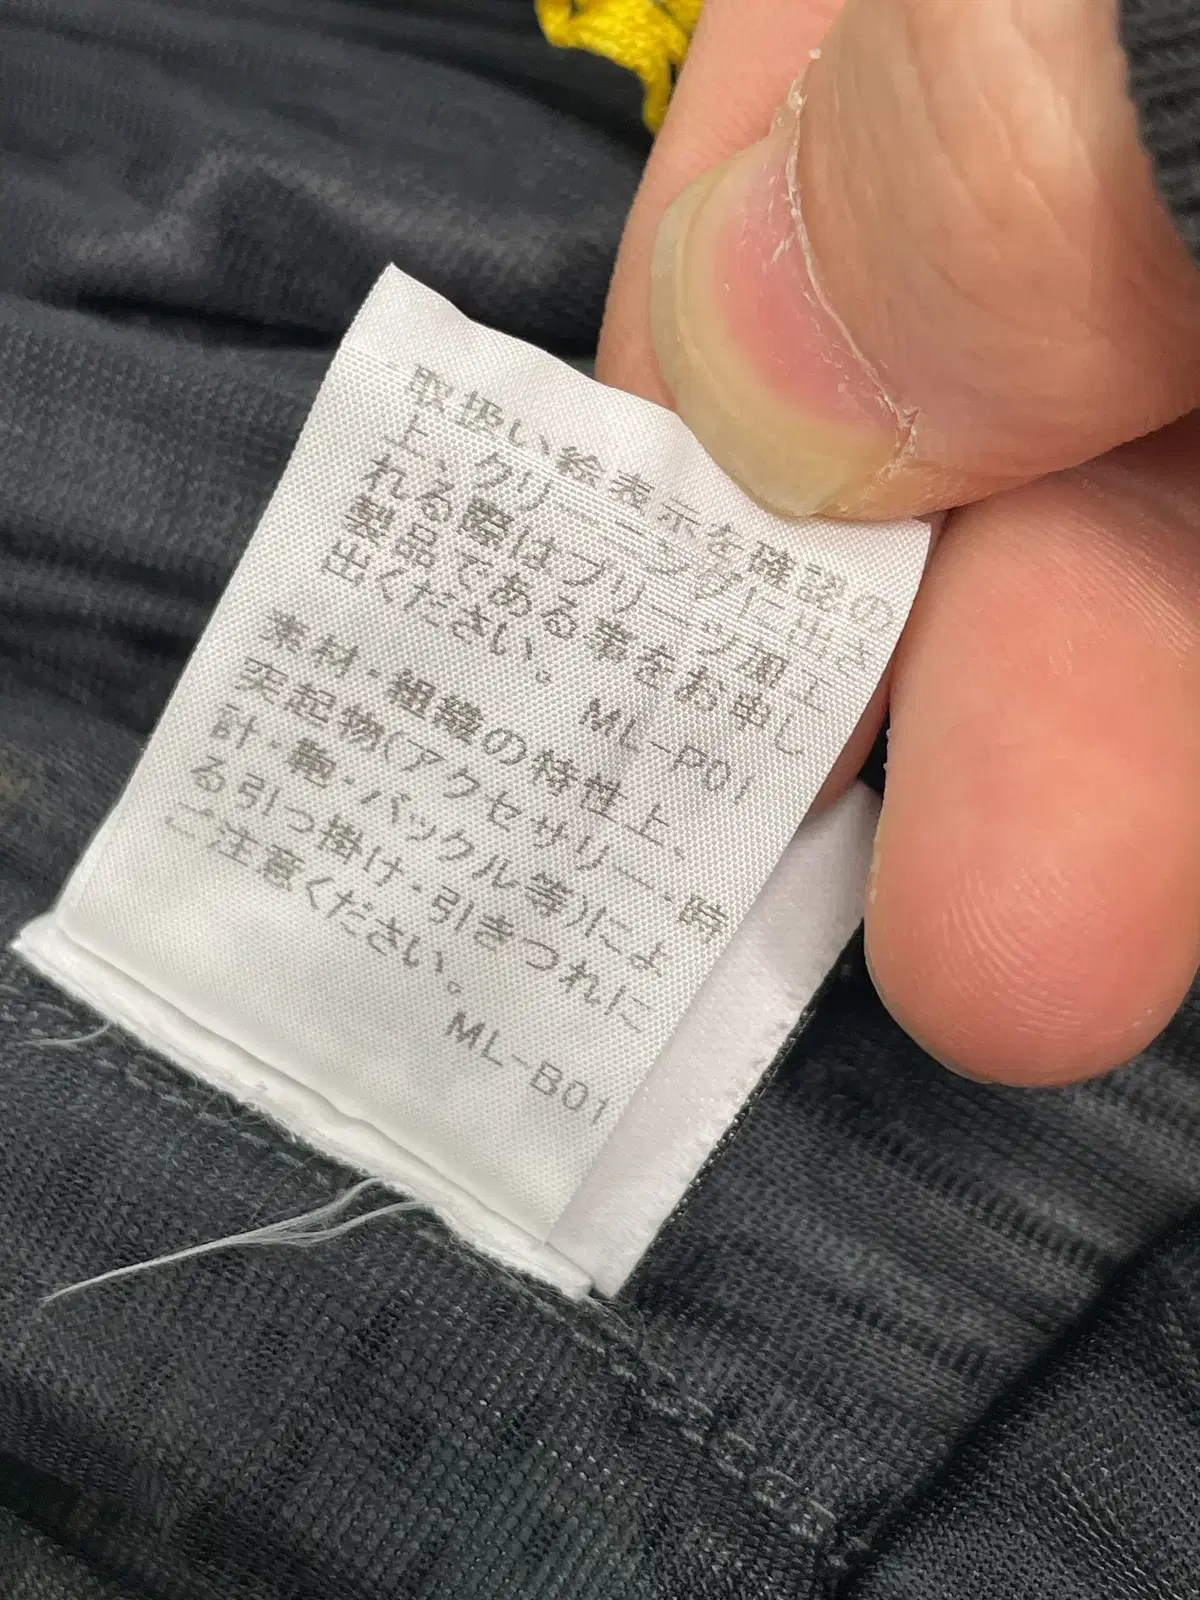 取扱い絵表示を確認の
上、クリーニングに出さ
れる際はプリーツ加工
製品である事をお申し
出ください。 ML-P01
素材・組織の特性上、
突起物(アクセサリー・時
計・鞄・バックル等)によ
る引っ掛け・引きつれに
ご注意ください。
ML-B01